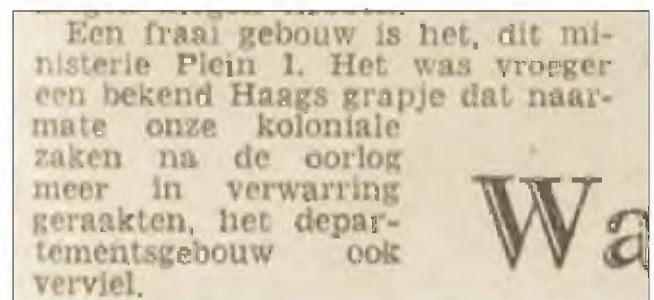 Een fraai gebouw is het, dit mi-
nisterie Plein 1. Het was vroeger
een bekend Haags grapje dat naar-
mate onze koloniale
zaken na de oorlog
meer in verwarring
geraakten, het depar-
tementsgebouw ook
verviel.
Wa